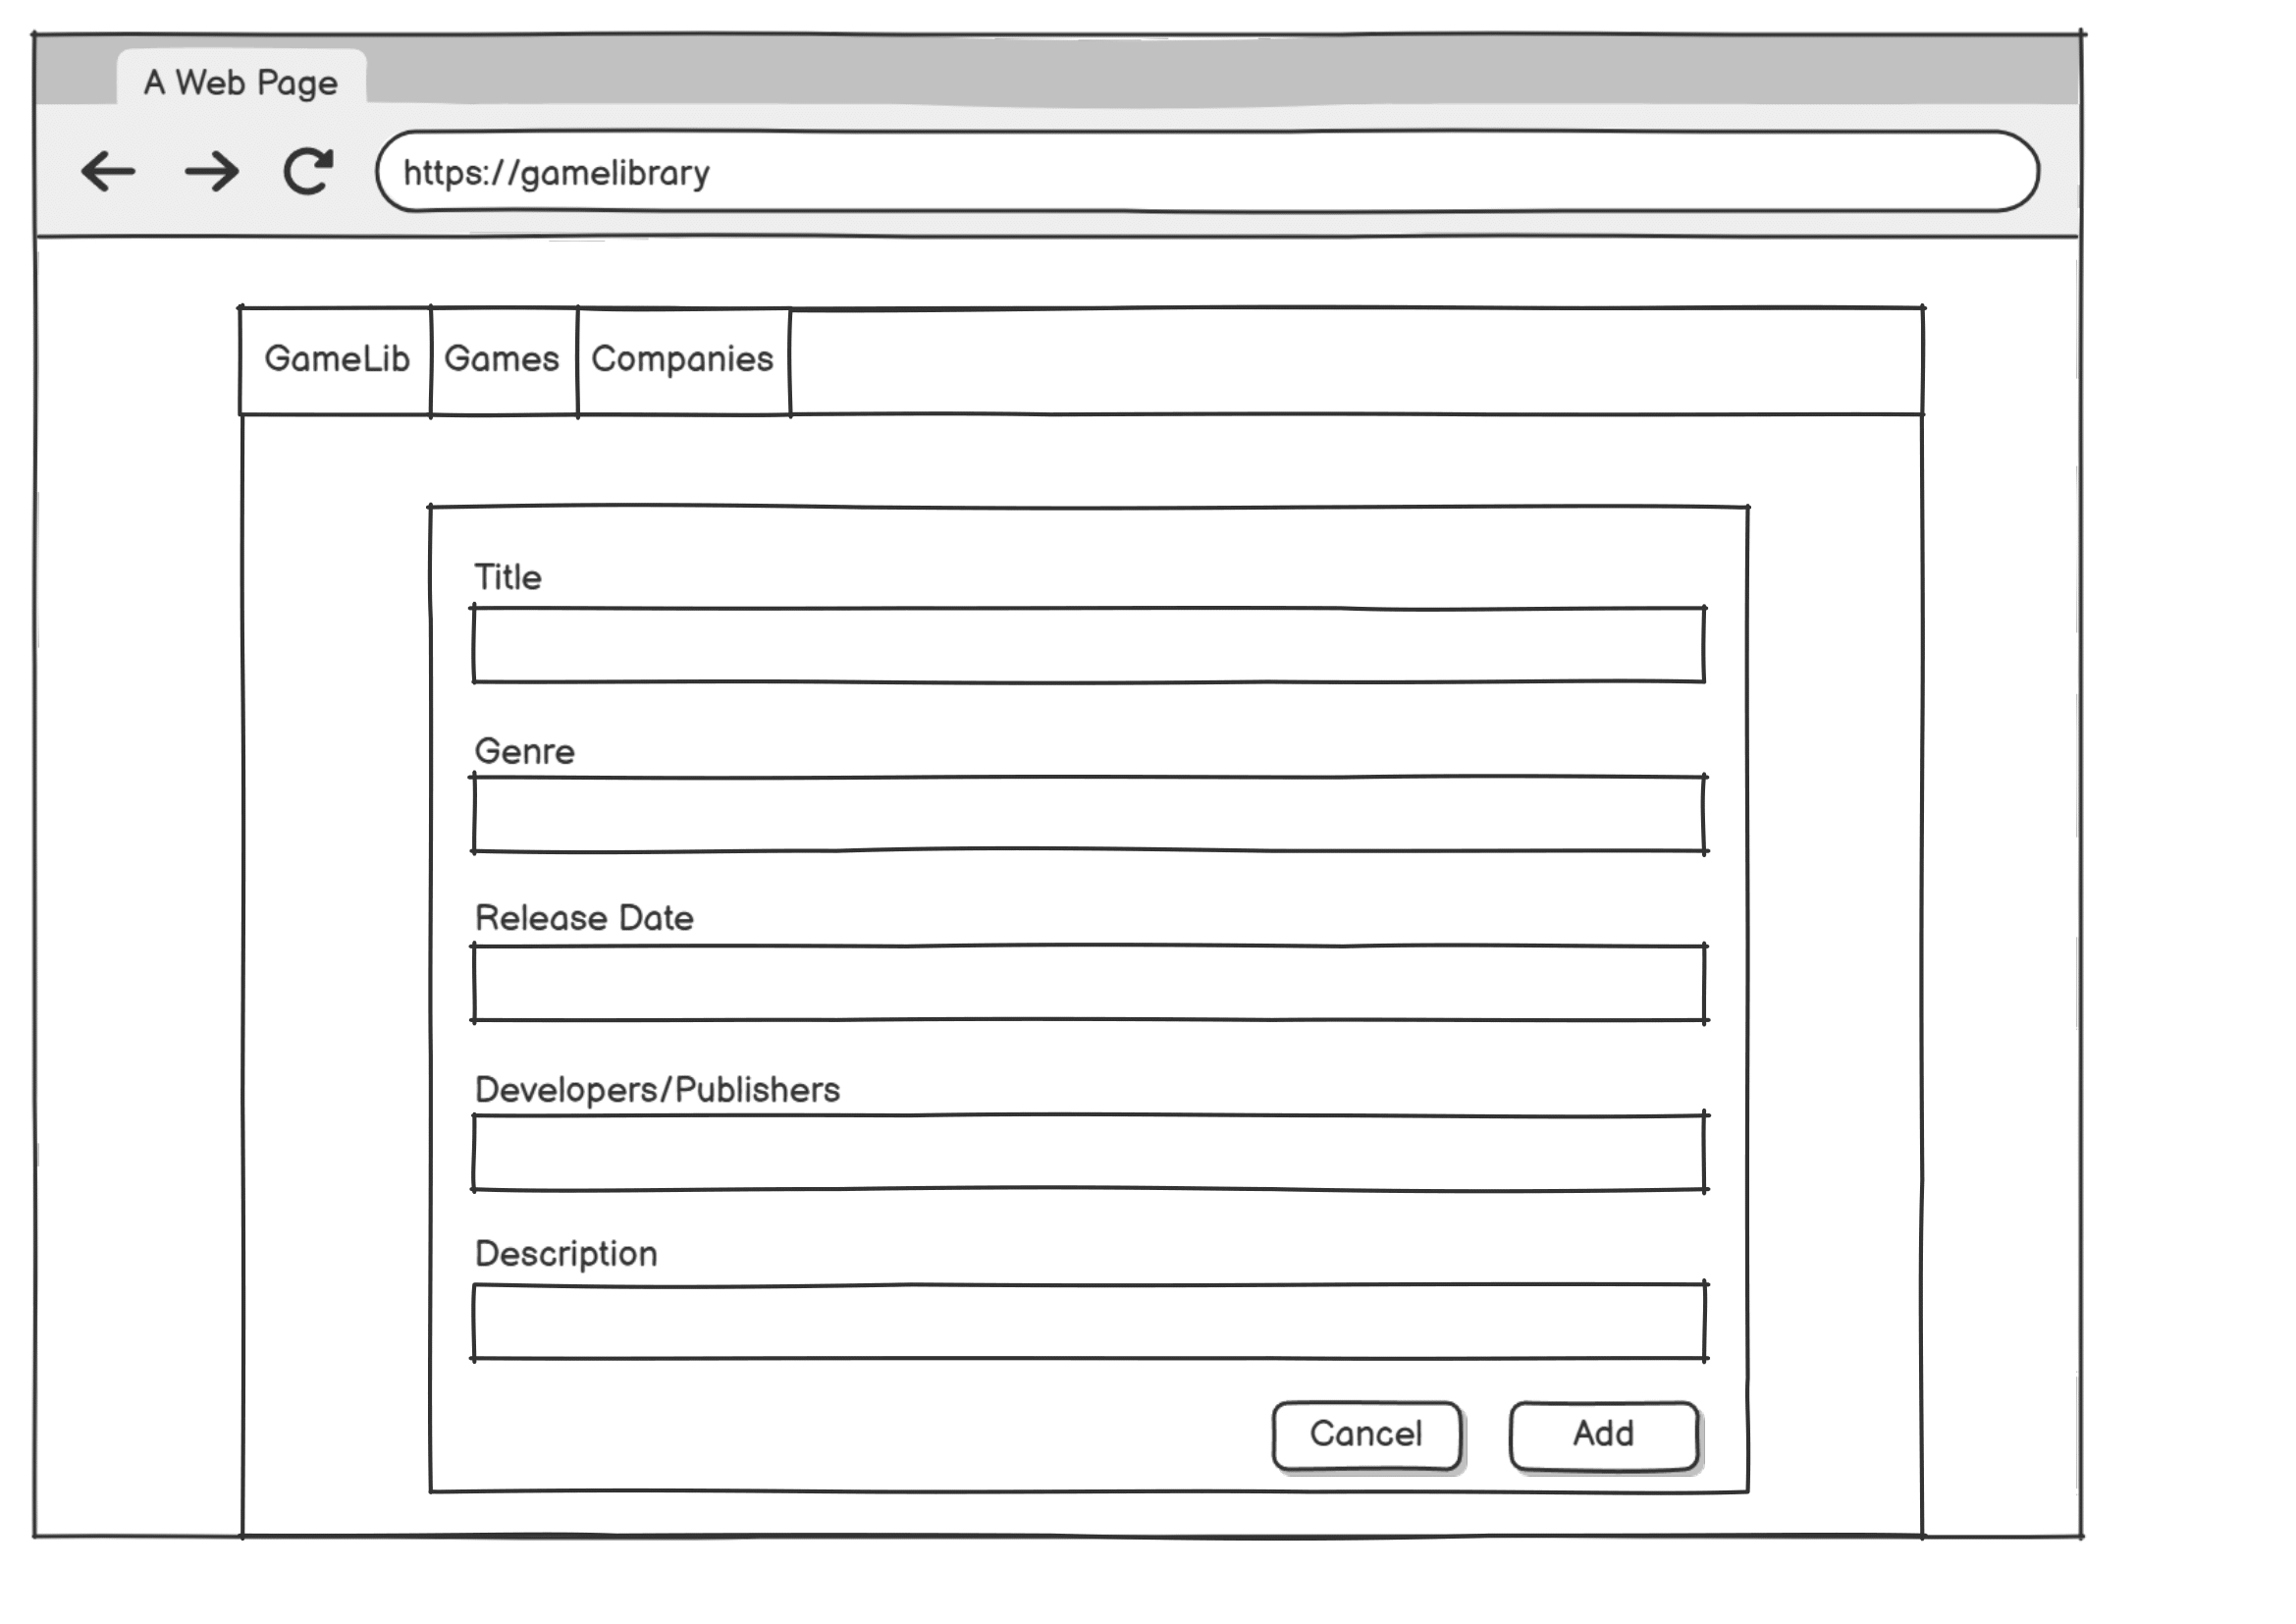 A Web Page
https://gamelibrary
GameLib Games Companies
Title
Genre
Release Date
Developers/Publishers
Description
Cancel Add